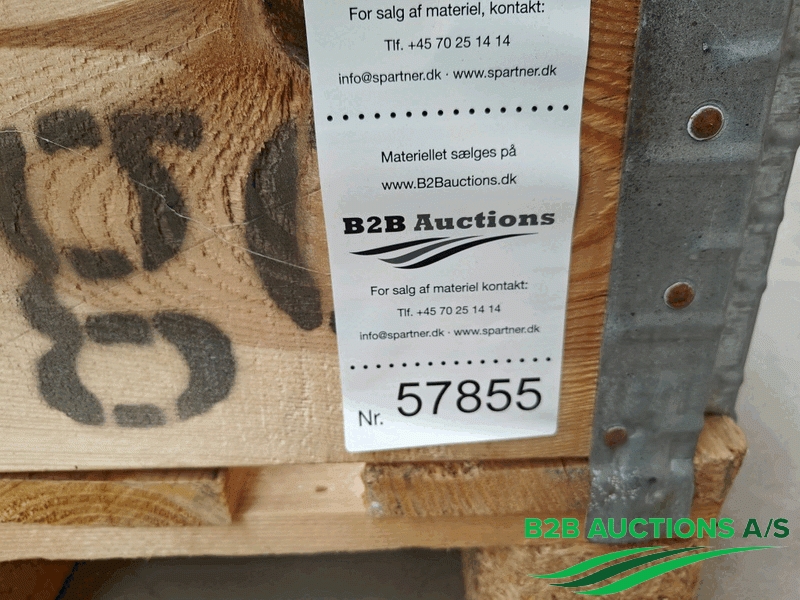 For salg af materiel, kontakt:
Tlf. +45 70 25 14 14
info@spartner.dk · www.spartner.dk
Materiellet sælges på
www.B2Bauctions.dk
B2B Auctions
For salg af materiel kontakt:
Tlf. +45 70 25 14 14
info@spartner.dk · www.spartner.dk
Nr. 57855
B2B AUCTIONS A/S